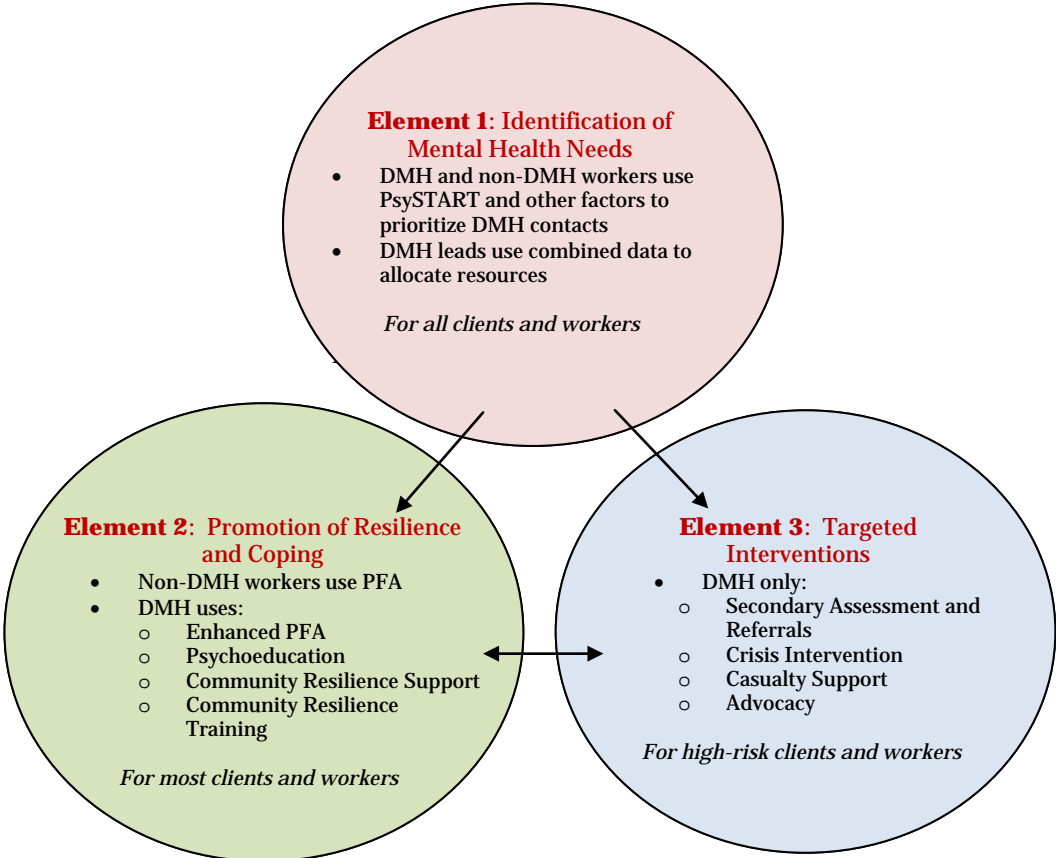 Element 1: Identification of
Mental Health Needs
• DMH and non-DMH workers use
PsySTART and other factors to
prioritize DMH contacts
• DMH leads use combined data to
allocate resources
For all clients and workers
Element 2: Promotion of Resilience
and Coping
• Non-DMH workers use PFA
• DMH uses:
o Enhanced PFA
o Psychoeducation
o Community Resilience Support
o Community Resilience
Training
For most clients and workers
Element 3: Targeted
Interventions
• DMH only:
o Secondary Assessment and
Referrals
o Crisis Intervention
o Casualty Support
o Advocacy
For high-risk clients and workers